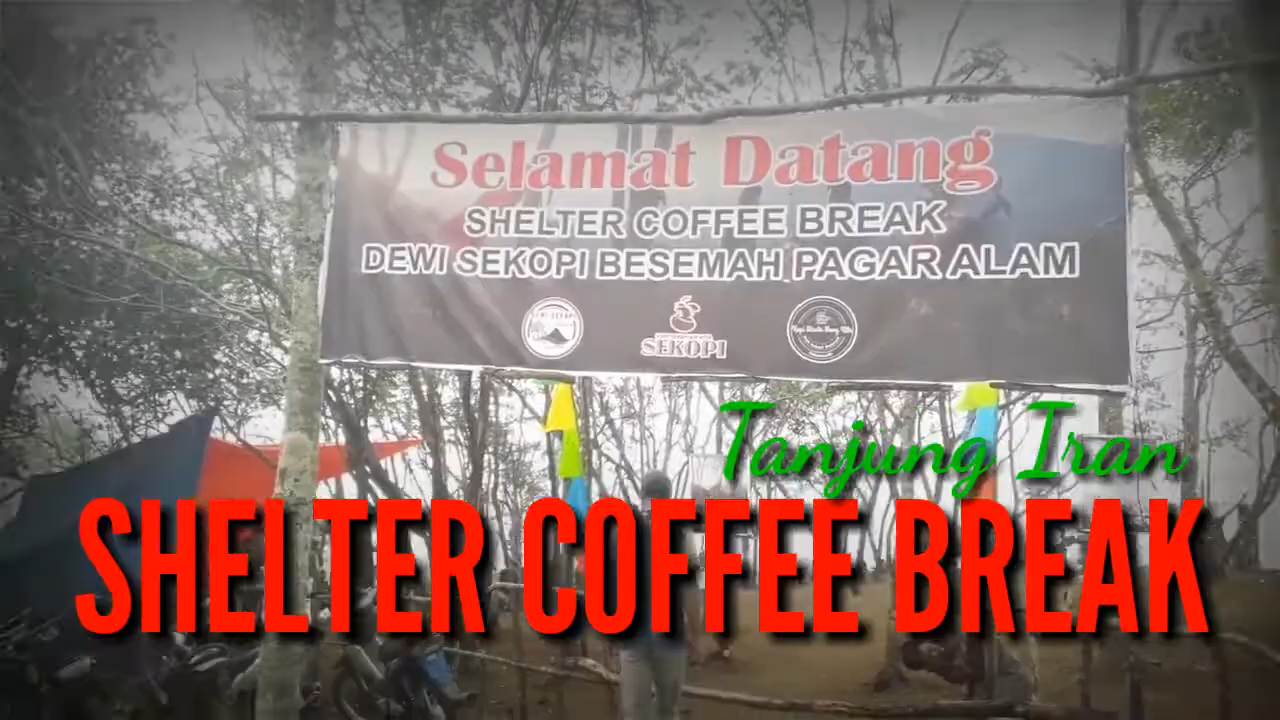 Selamat Datang
SHELTER COFFEE BREAK
DEWI SEKOPI BESEMAH PAGAR ALAM
SEKOPI
Tanjung Iran
SHELTER COFFEE BREAK